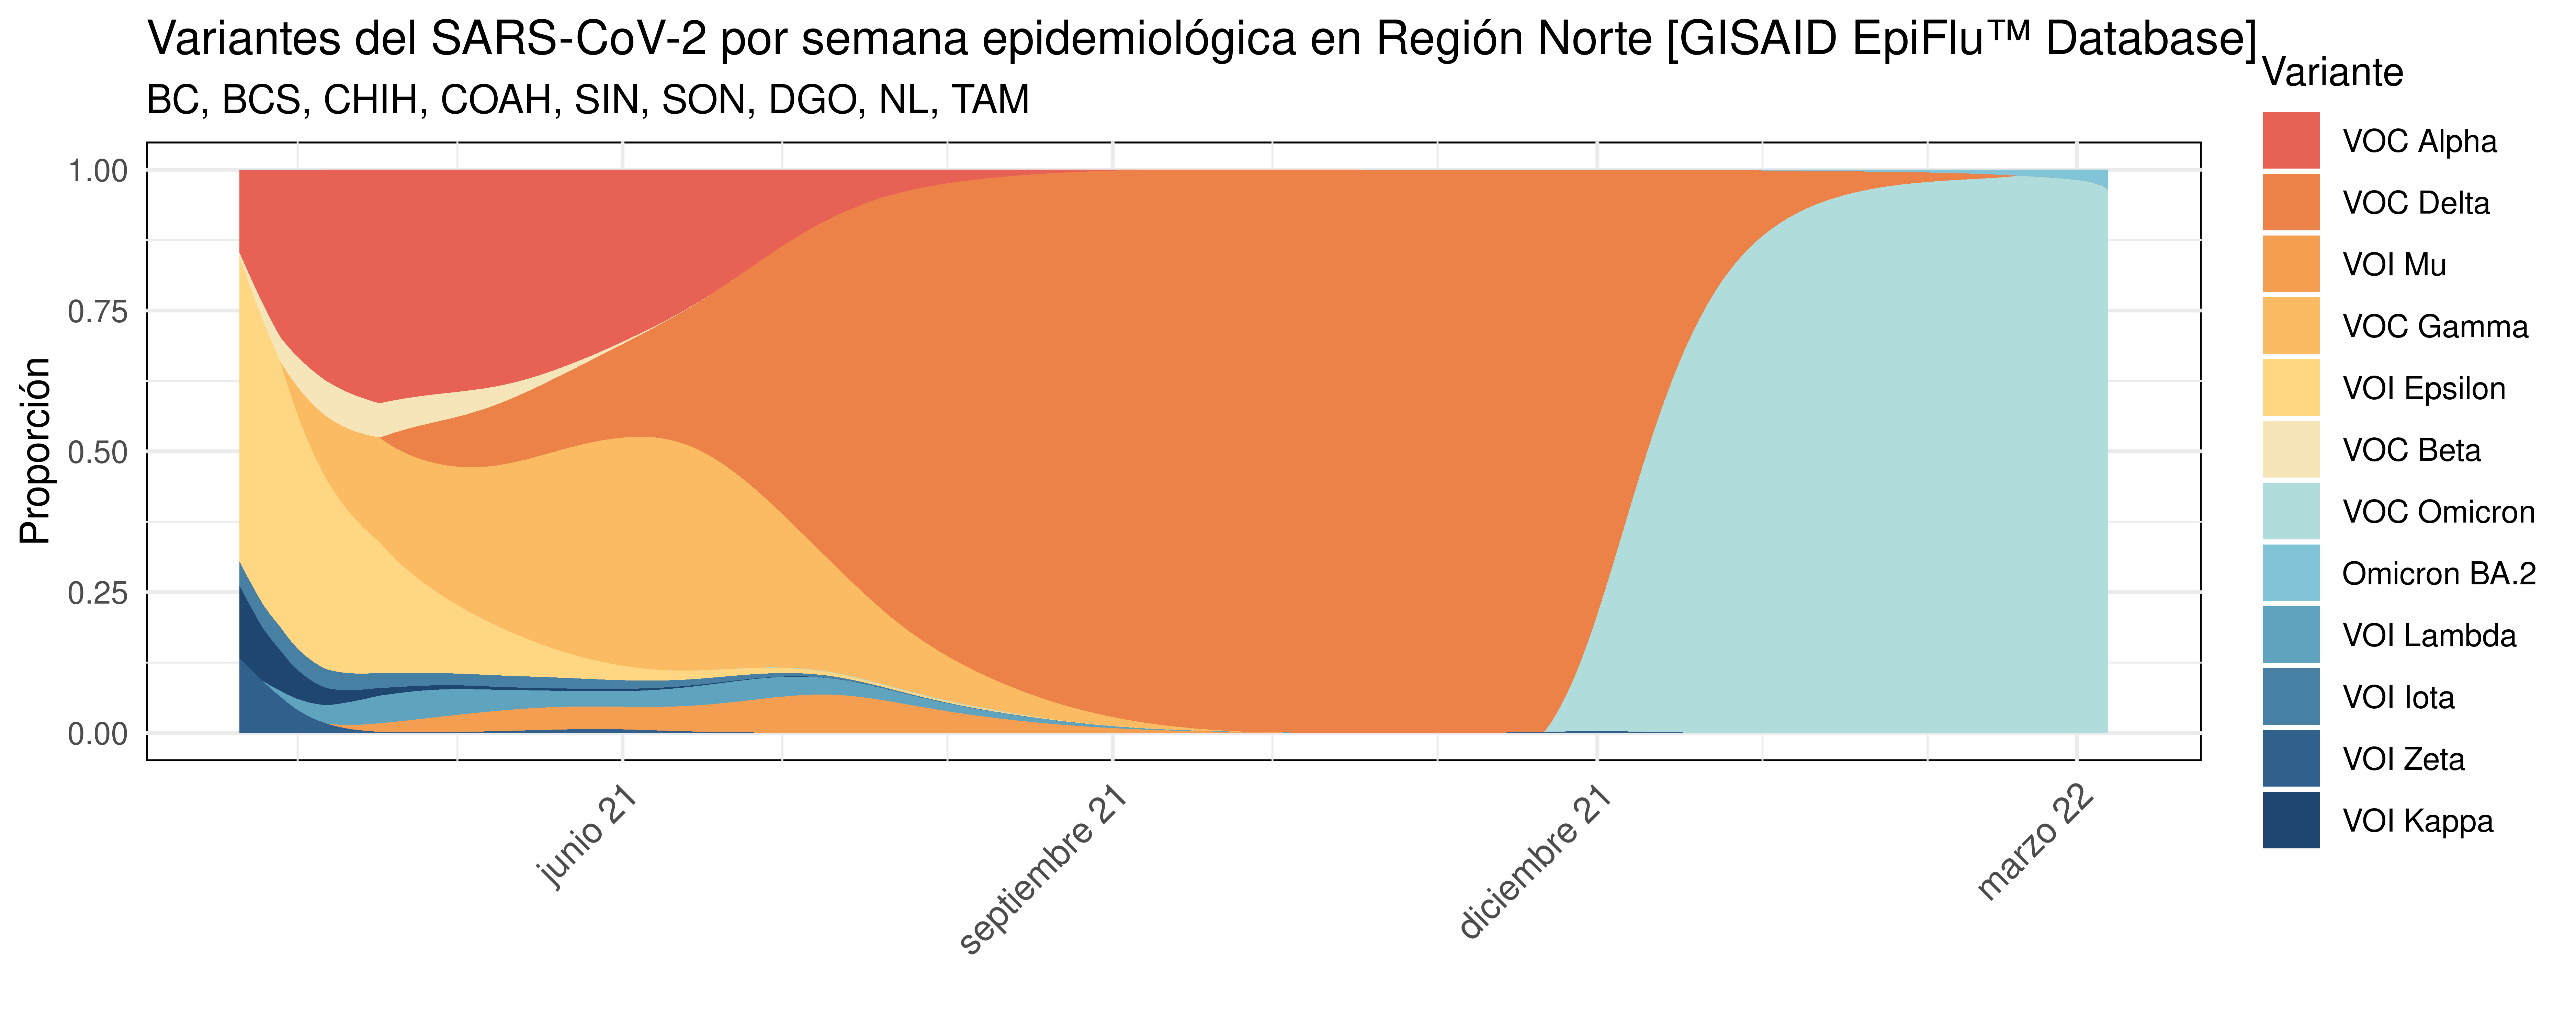 Variantes del SARS-CoV-2 por semana epidemiológica en Región Norte [GISAID EpiFlu™ Database]
BC, BCS, CHIH, COAH, SIN, SON, DGO, NL, TAM
Proporción
1.00
0.75
0.50
0.25
0.00
junio 21
septiembre 21
diciembre 21
marzo 22
Variante
VOC Alpha
VOC Delta
VOI Mu
VOC Gamma
VOI Epsilon
VOC Beta
VOC Omicron
Omicron BA.2
VOI Lambda
VOI Iota
VOI Zeta
VOI Kappa